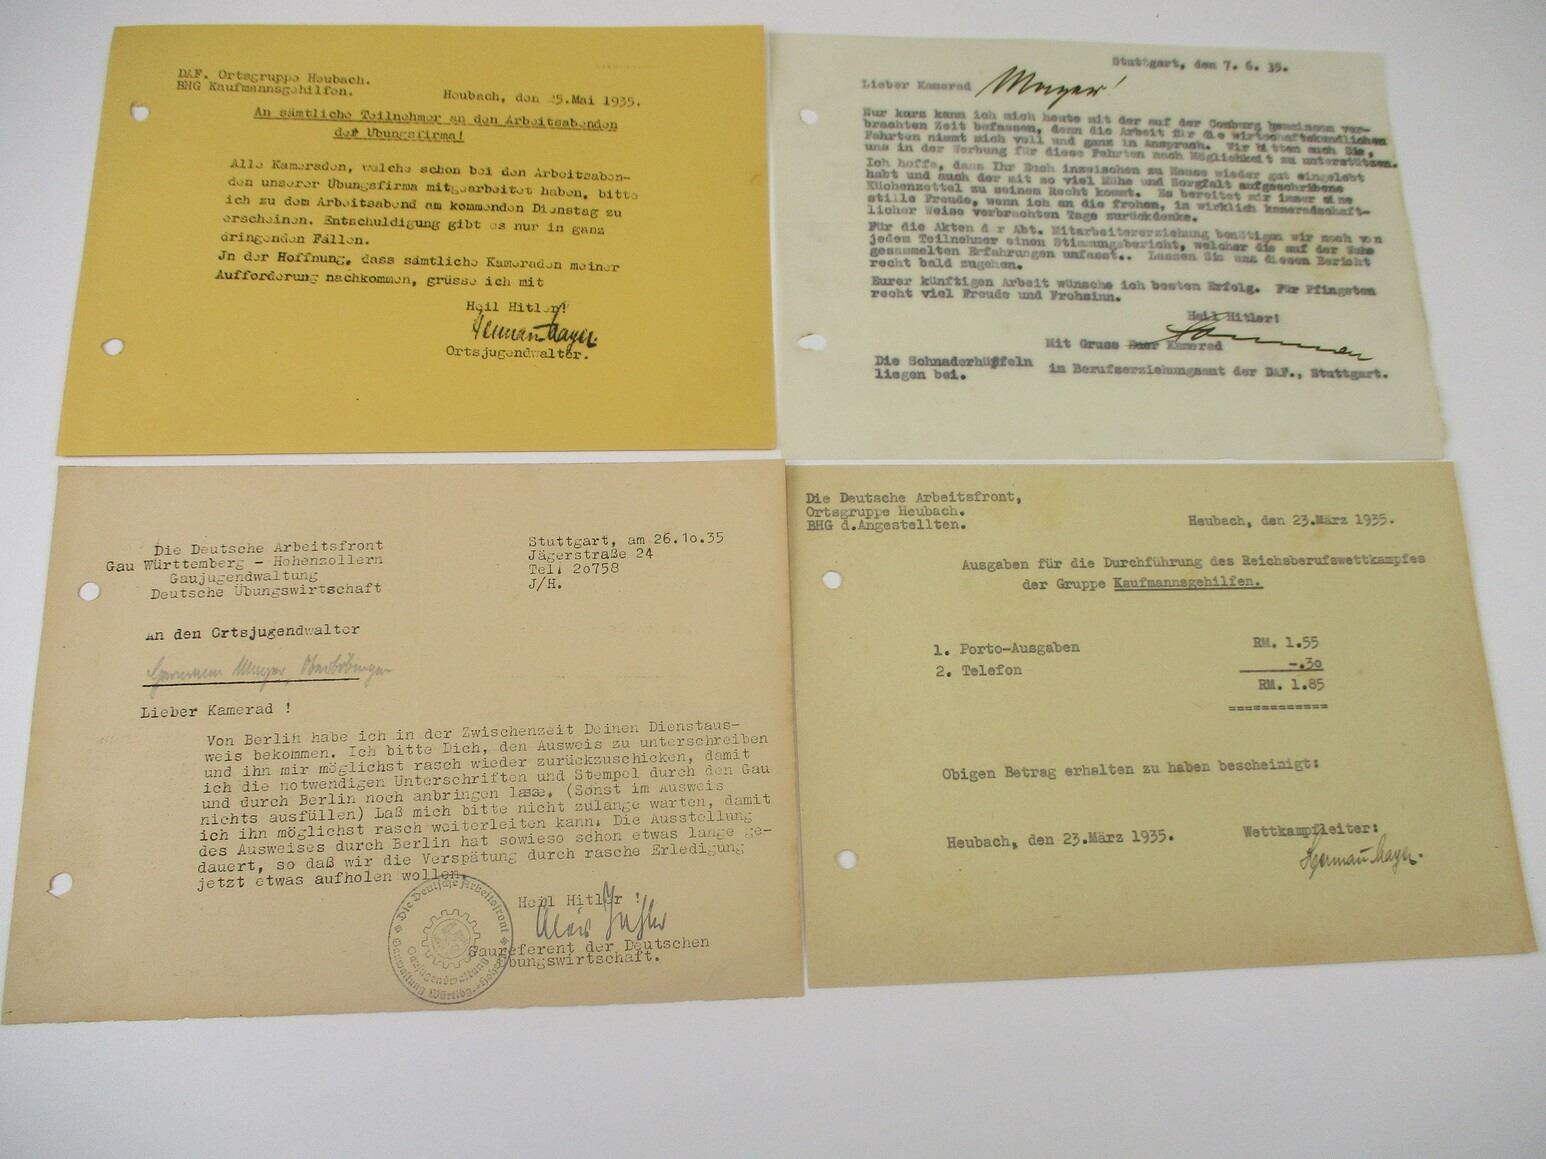 DAF. Ortsgruppe Heubach.
BHG Kaufmannsgehilfen.
Heubach, den 25.Mai 1935.
An sämtliche Teilnehmer an den Arbeitsabenden
der Übungsfirma!
Alle Kameraden, welche schon bei den Arbeitsaben-
den unserer Übungsfirma mitgearbeitet haben, bitte
ich zu dem Arbeitsabend am kommenden Dienstag zu
erscheinen. Entschuldigung gibt es nur in ganz
dringenden Fällen.
Jn der Hoffnung, dass sämtliche Kameraden meiner
Aufforderung nachkommen, grüsse ich mit
Heil Hitler!
Herman Mayer
Ortsjugendwalter.
Stuttgart, den 7. 6. 35.
Lieber Kamerad Mayer!
Nur kurz kann ich mich heute mit der auf der Comburg gemeinsam ver-
brachten Zeit befassen, denn die Arbeit für die wirtschaftskundlichen
Fahrten nimmt mich voll und ganz in Anspruch. Wir bitten auch Sie,
uns in der Werbung für diese Fahrten nach Möglichkeit zu unterstützen.
Ich hoffe, dass Ihr Euch inzwischen zu Hause wieder gut eingelebt
habt und auch der mit so viel Mühe und Sorgfalt aufgeschriebene
Küchenzettel zu seinem Recht kommt. Es bereitet mir immer eine
stille Freude, wenn ich an die frohen, in wirklich kameradschaft-
licher Weise verbrachten Tage zurückdenke.
Für die Akten der Abt. Mitarbeitererziehung benötigen wir noch von
jedem Teilnehmer einen Stimmungsbericht, welcher die auf der
gesammelten Erfahrungen umfasst.. Lassen Sie uns diesen Bericht
recht bald zugehen.
Eurer künftigen Arbeit wünsche ich besten Erfolg. Für Pfingsten
recht viel Freude und Frohsinn.
Heil Hitler!
Mit Gruss Euer Kamerad
Die Schnaderhüpfeln
liegen bei.
im Berufserziehungsamt der DAF., Stuttgart.
Die Deutsche Arbeitsfront
Gau Württemberg - Hohenzollern
Gaujugendwaltung
Deutsche Übungswirtschaft
Stuttgart, am 26.10.35
Jägerstraße 24
Tel. 20758
J/H.
An den Ortsjugendwalter
Hermann Mayer, Oberböbingen
Lieber Kamerad !
Von Berlin habe ich in der Zwischenzeit Deinen Dienstaus-
weis bekommen. Ich bitte Dich, den Ausweis zu unterschreiben
und ihn mir möglichst rasch wieder zurückzuschicken, damit
ich die notwendigen Unterschriften und Stempel durch den Gau
und durch Berlin noch anbringen lasse. (Sonst im Ausweis
nichts ausfüllen) Laß mich bitte nicht zulange warten, damit
ich ihn möglichst rasch weiterleiten kann. Die Ausstellung
des Ausweises durch Berlin hat sowieso schon etwas lange ge-
dauert, so daß wir die Verspätung durch rasche Erledigung
jetzt etwas aufholen wollen.
Heil Hitler !
Gaureferent der Deutschen
Übungswirtschaft.
Die Deutsche Arbeitsfront
Gauwaltung Württbg.-Hohenz.
Gaujugendwaltung
Die Deutsche Arbeitsfront,
Ortsgruppe Heubach.
BHG d.Angestellten.
Heubach, den 23.März 1935.
Ausgaben für die Durchführung des Reichsberufswettkampfes
der Gruppe Kaufmannsgehilfen.
1. Porto-Ausgaben RM. 1.55
2. Telefon -.30
RM. 1.85
============
Obigen Betrag erhalten zu haben bescheinigt:
Heubach, den 23.März 1935.
Wettkampfleiter:
Herman Mayer.